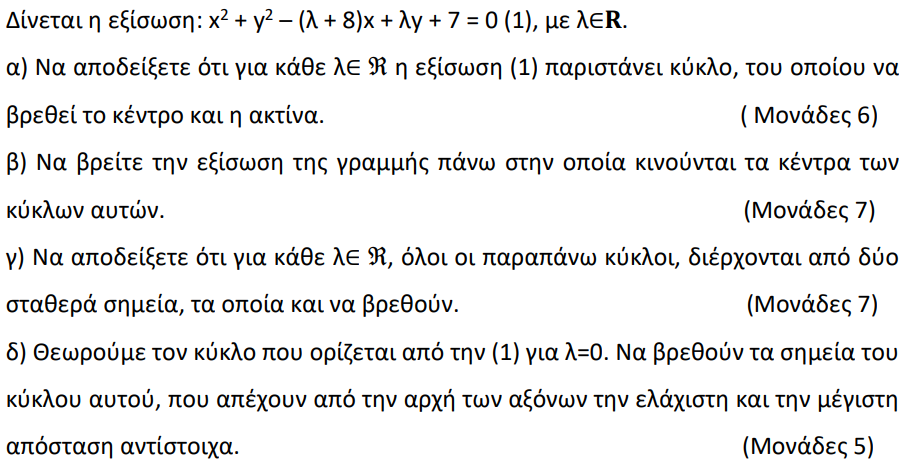 Δίνεται η εξίσωση: x² + y² – (λ + 8)x + λy + 7 = 0 (1), με λ∈𝐑.
α) Να αποδείξετε ότι για κάθε λ∈ ℜ η εξίσωση (1) παριστάνει κύκλο, του οποίου να
βρεθεί το κέντρο και η ακτίνα. ( Μονάδες 6)
β) Να βρείτε την εξίσωση της γραμμής πάνω στην οποία κινούνται τα κέντρα των
κύκλων αυτών. (Μονάδες 7)
γ) Να αποδείξετε ότι για κάθε λ∈ ℜ, όλοι οι παραπάνω κύκλοι, διέρχονται από δύο
σταθερά σημεία, τα οποία και να βρεθούν. (Μονάδες 7)
δ) Θεωρούμε τον κύκλο που ορίζεται από την (1) για λ=0. Να βρεθούν τα σημεία του
κύκλου αυτού, που απέχουν από την αρχή των αξόνων την ελάχιστη και την μέγιστη
απόσταση αντίστοιχα. (Μονάδες 5)